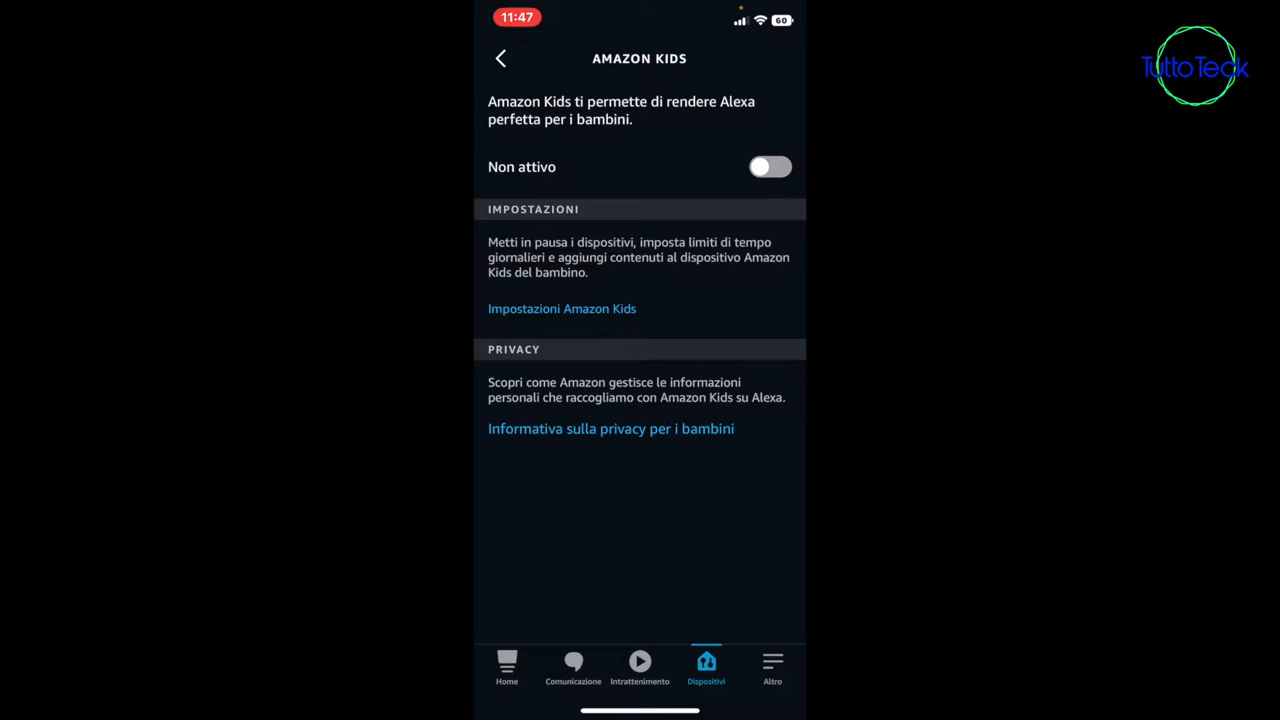 11:47
60
TuttoTeck
AMAZON KIDS
Amazon Kids ti permette di rendere Alexa
perfetta per i bambini.
Non attivo
IMPOSTAZIONI
Metti in pausa i dispositivi, imposta limiti di tempo
giornalieri e aggiungi contenuti al dispositivo Amazon
Kids del bambino.
Impostazioni Amazon Kids
PRIVACY
Scopri come Amazon gestisce le informazioni
personali che raccogliamo con Amazon Kids su Alexa.
Informativa sulla privacy per i bambini
Home
Comunicazione
Intrattenimento
Dispositivi
Altro